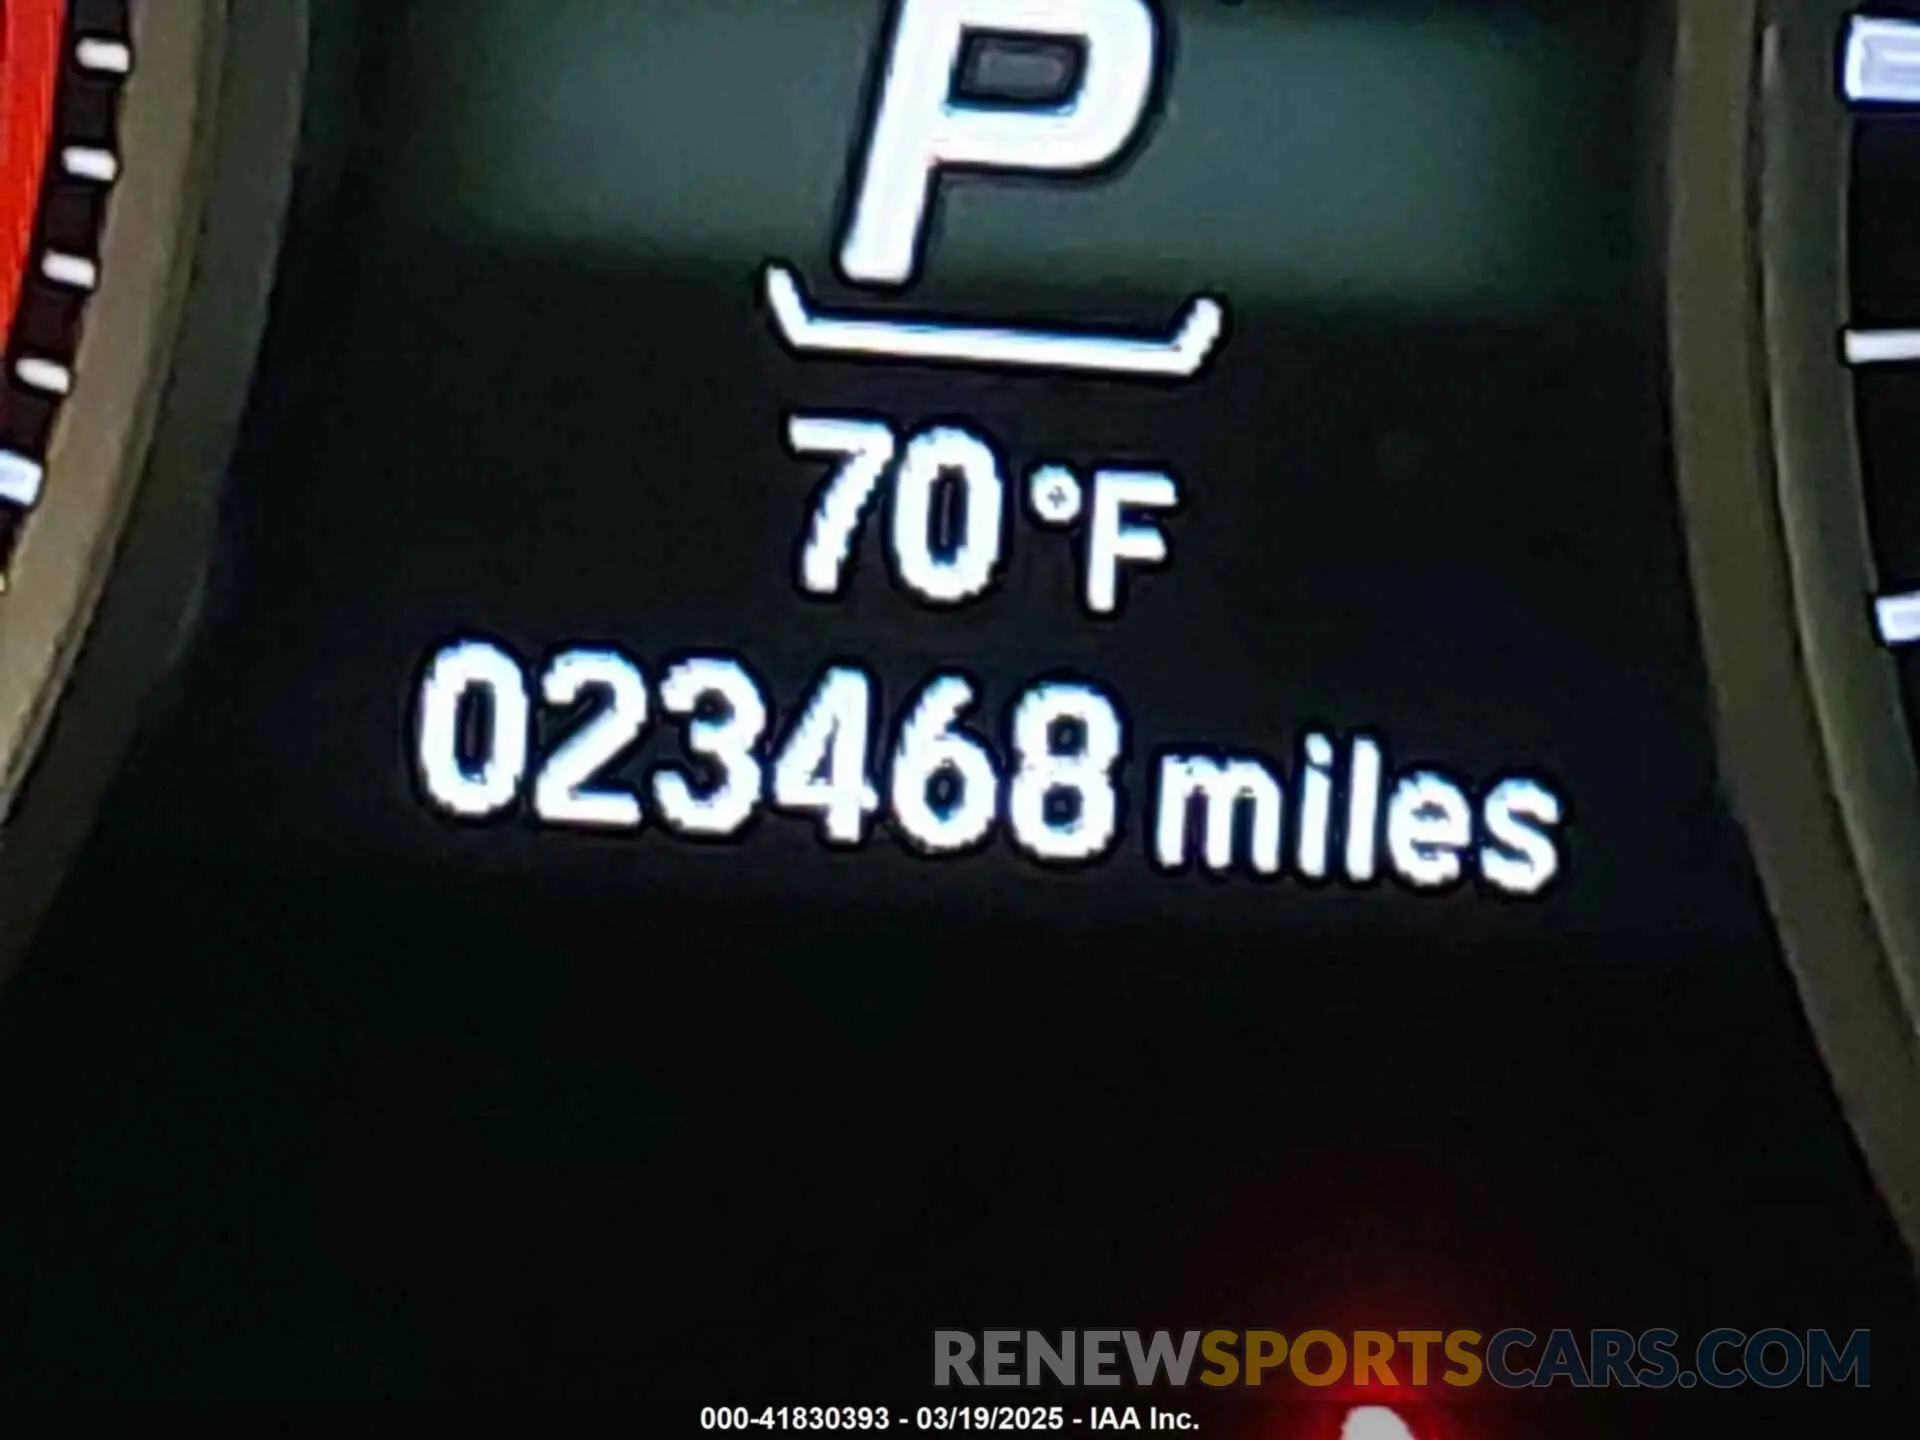 P
70°F
023468 miles
RENEWSPORTSCARS.COM
000-41830393 - 03/19/2025 - IAA Inc.